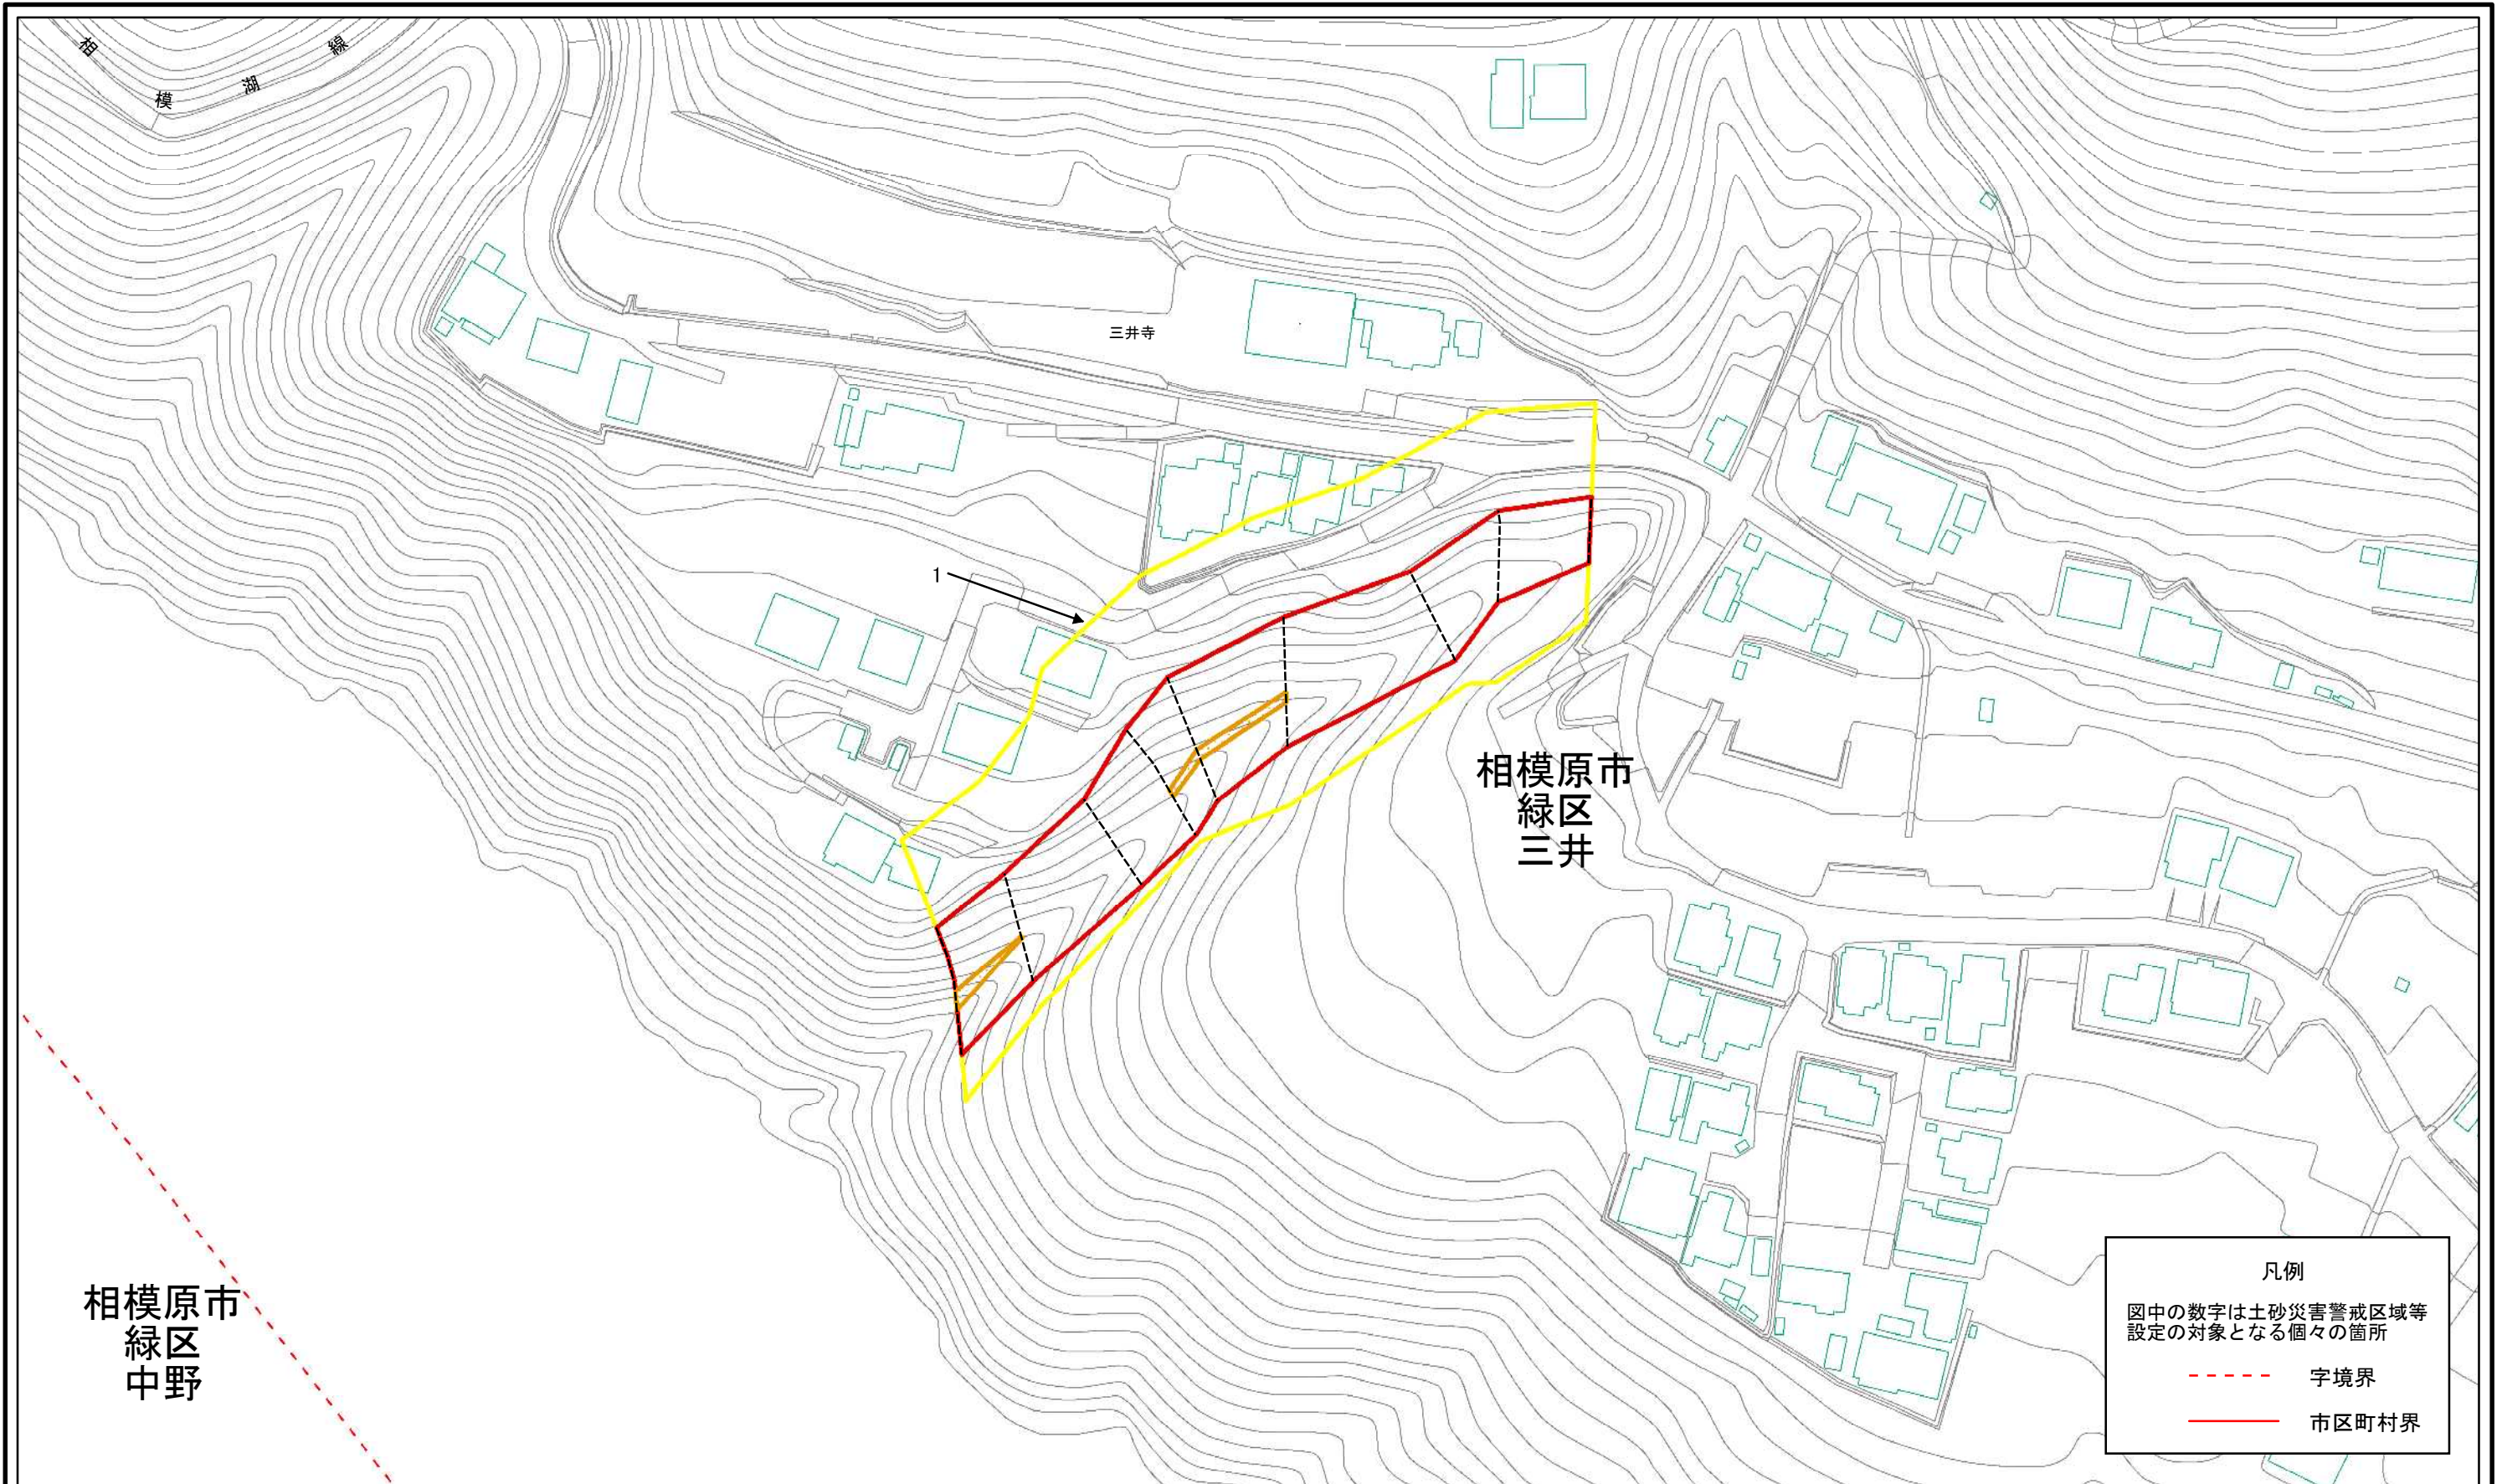 相模湖線
三井寺
1
相模原市
緑区
三井
相模原市
緑区
中野
凡例
図中の数字は土砂災害警戒区域等
設定の対象となる個々の箇所
字境界
市区町村界